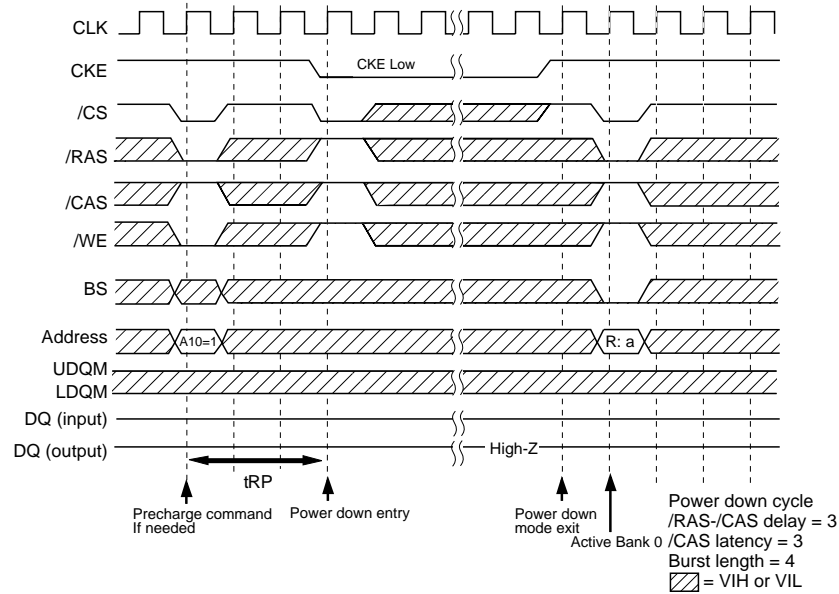 CLK
CKE
CKE Low
/CS
/RAS
/CAS
/WE
BS
Address
A10=1
R: a
UDQM
LDQM
DQ (input)
DQ (output)
High-Z
tRP
Precharge command
If needed
Power down entry
Power down
mode exit
Active Bank 0
Power down cycle
/RAS-/CAS delay = 3
/CAS latency = 3
Burst length = 4
= VIH or VIL